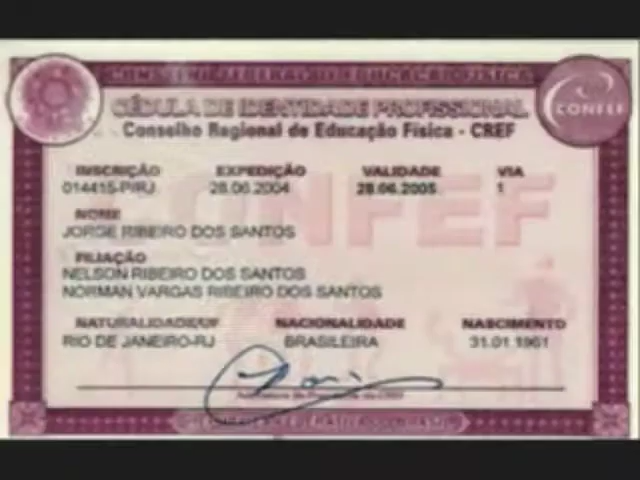 CÉDULA DE IDENTIDADE PROFISSIONAL
Conselho Regional de Educação Física - CREF
CONFEF
INSCRIÇÃO EXPEDIÇÃO VALIDADE VIA
014415-P/RJ 28.06.2004 28.06.2005 1
NOME
JORGE RIBEIRO DOS SANTOS
FILIAÇÃO
NELSON RIBEIRO DOS SANTOS
NORMAN VARGAS RIBEIRO DOS SANTOS
NATURALIDADE/UF NACIONALIDADE NASCIMENTO
RIO DE JANEIRO-RJ BRASILEIRA 31.01.1961